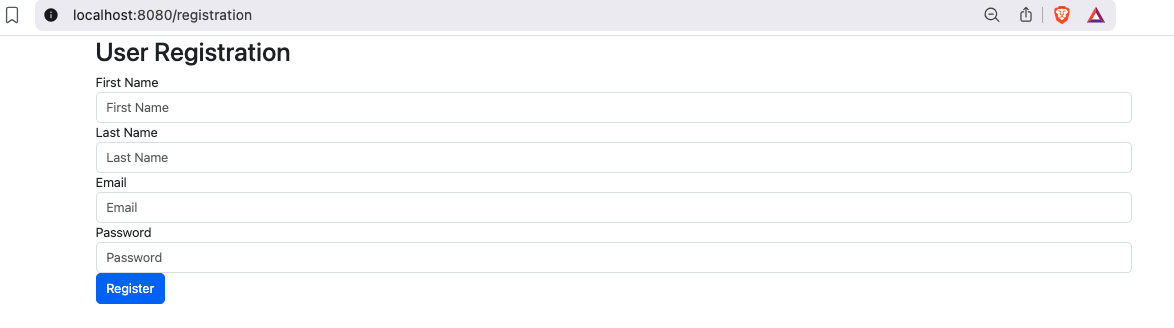 localhost:8080/registration
User Registration
First Name
First Name
Last Name
Last Name
Email
Email
Password
Password
Register